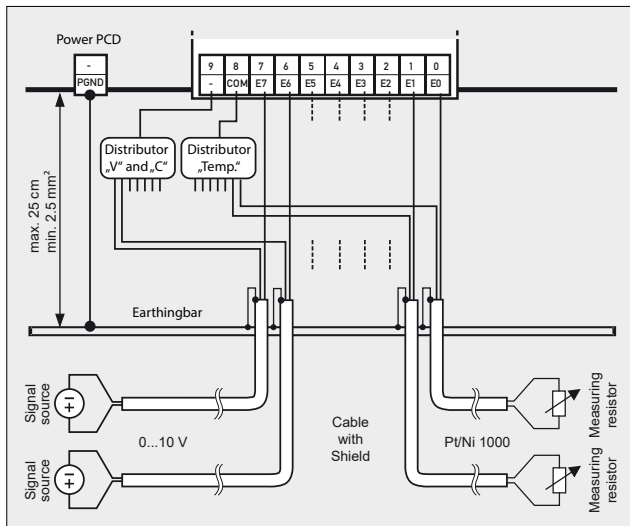 Power PCD
-
PGND
9 8 7 6 5 4 3 2 1 0
- COM E7 E6 E5 E4 E3 E2 E1 E0
Distributor
„V“ and „C“
Distributor
„Temp.“
max. 25 cm
min. 2.5 mm²
Earthingbar
Signal
source
0...10 V
Cable
with
Shield
Pt/Ni 1000
Measuring
resistor
Signal
source
Measuring
resistor